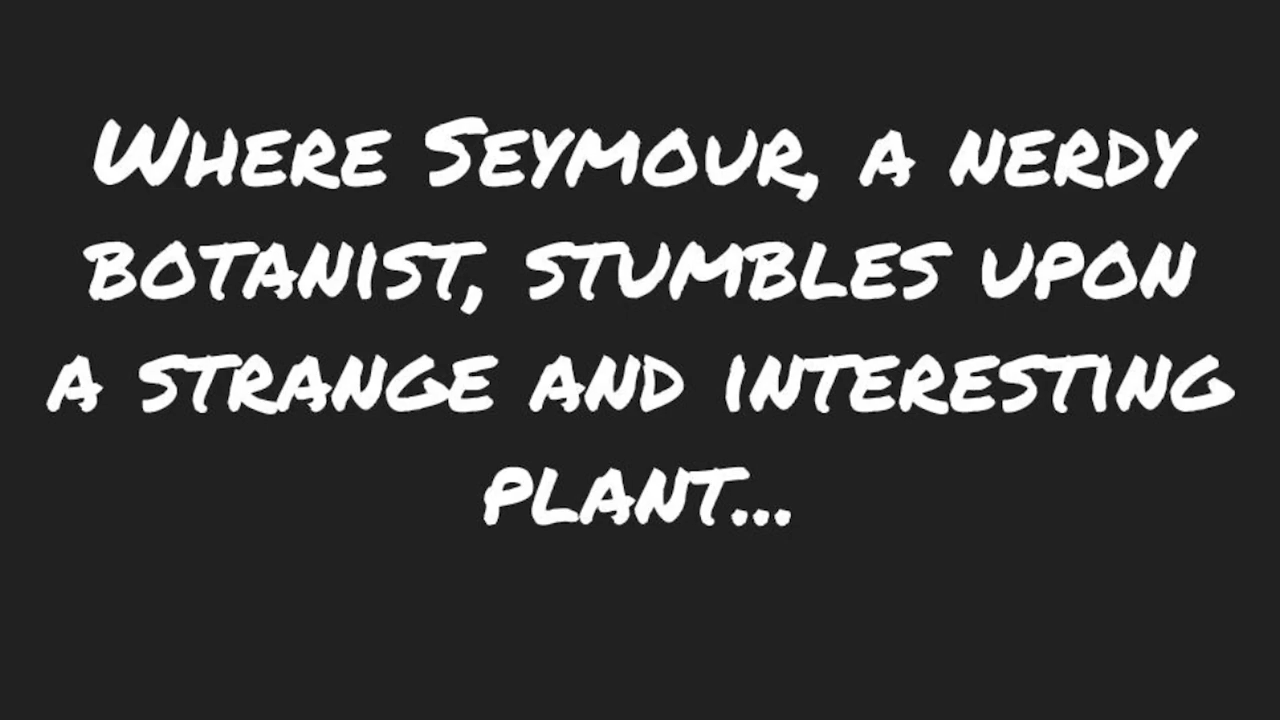 Where Seymour, a nerdy
botanist, stumbles upon
a strange and interesting
plant...